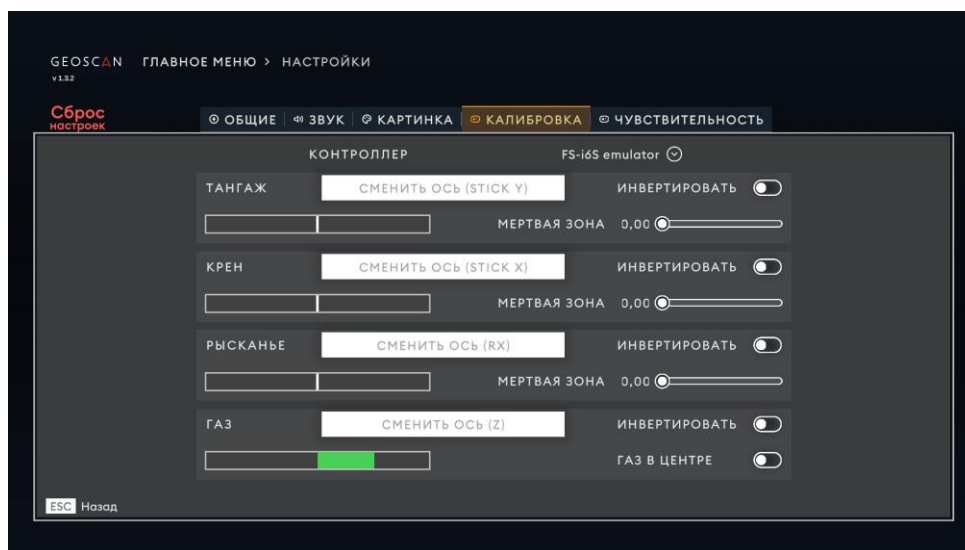 GEOSCAN ГЛАВНОЕ МЕНЮ > НАСТРОЙКИ
v 1.3.2
Сброс
настроек
ОБЩИЕ ЗВУК КАРТИНКА КАЛИБРОВКА ЧУВСТВИТЕЛЬНОСТЬ
КОНТРОЛЛЕР FS-i6S emulator
ТАНГАЖ СМЕНИТЬ ОСЬ (STICK Y) ИНВЕРТИРОВАТЬ
МЕРТВАЯ ЗОНА 0,00
КРЕН СМЕНИТЬ ОСЬ (STICK X) ИНВЕРТИРОВАТЬ
МЕРТВАЯ ЗОНА 0,00
РЫСКАНЬЕ СМЕНИТЬ ОСЬ (RX) ИНВЕРТИРОВАТЬ
МЕРТВАЯ ЗОНА 0,00
ГАЗ СМЕНИТЬ ОСЬ (Z) ИНВЕРТИРОВАТЬ
ГАЗ В ЦЕНТРЕ
ESC Назад